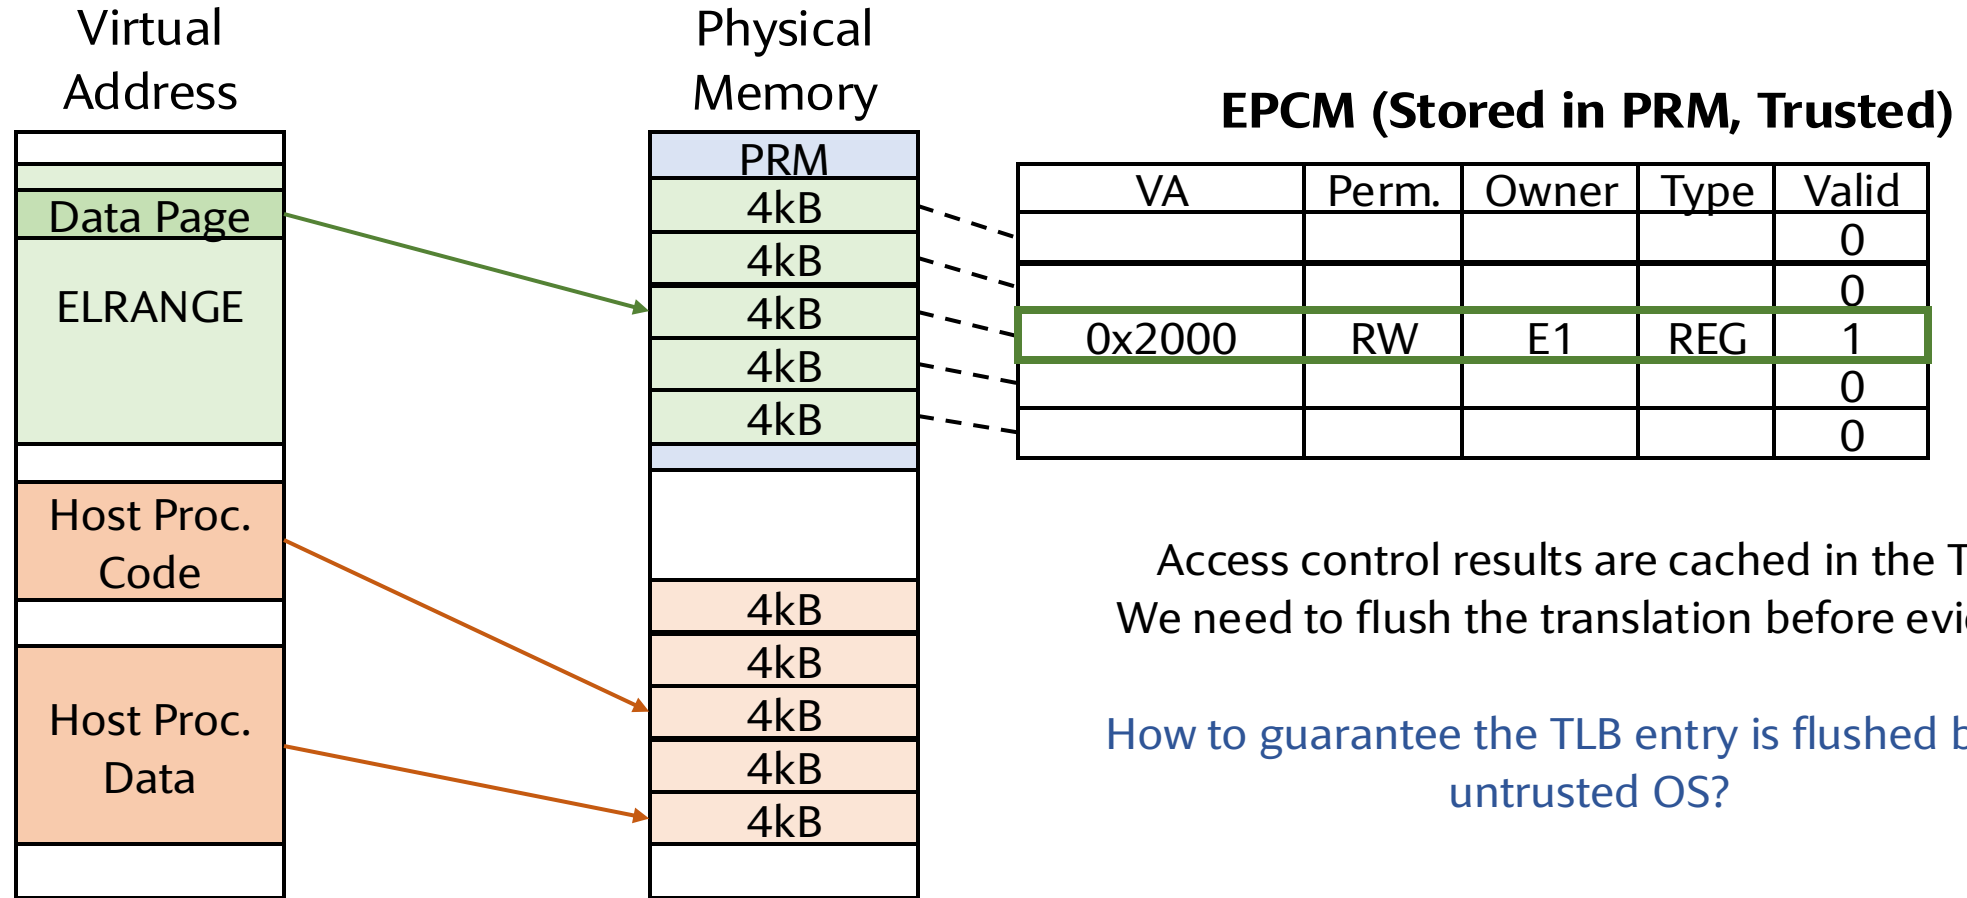 Virtual
Address
Data Page
ELRANGE
Host Proc.
Code
Host Proc.
Data
Physical
Memory
PRM
4kB
4kB
4kB
4kB
4kB
4kB
4kB
4kB
4kB
4kB
EPCM (Stored in PRM, Trusted)
VA Perm. Owner Type Valid
0
0
0x2000 RW E1 REG 1
0
0
Access control results are cached in the
We need to flush the translation before
How to guarantee the TLB entry is flushed
untrusted OS?